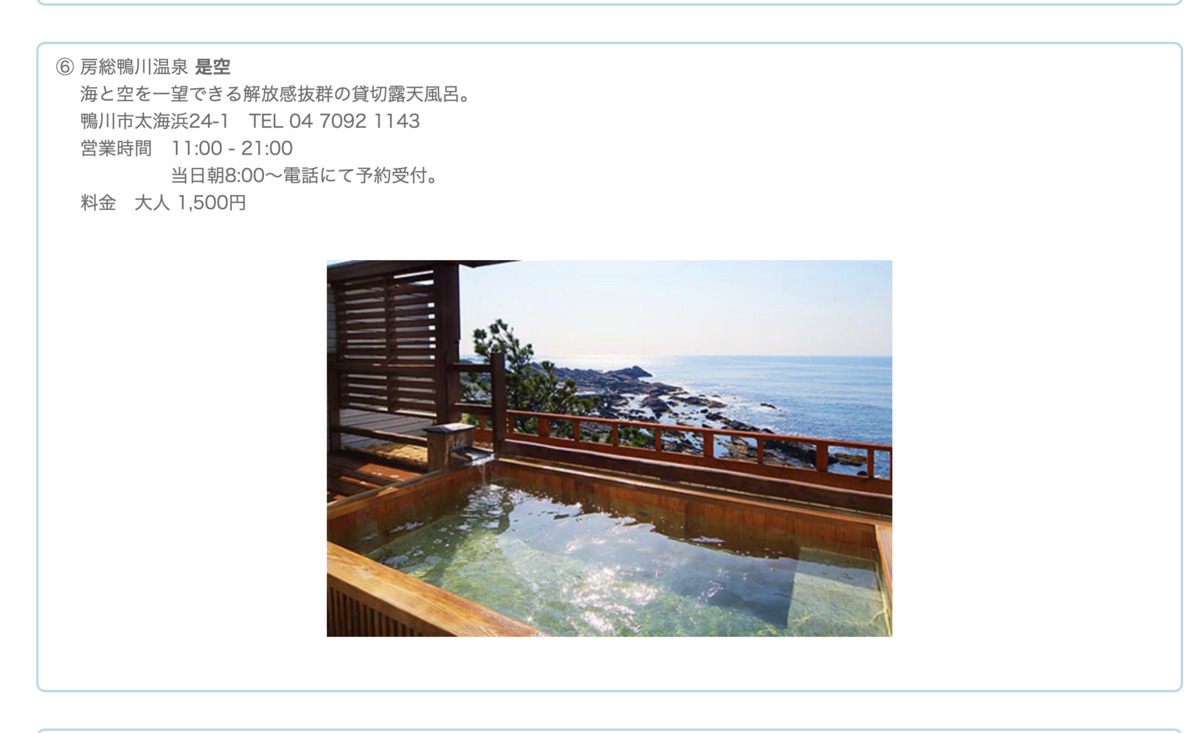 ⑥ 房総鴨川温泉 是空
海と空を一望できる解放感抜群の貸切露天風呂。
鴨川市太海浜24-1　TEL 04 7092 1143
営業時間　11:00 - 21:00
当日朝8:00〜電話にて予約受付。
料金　大人 1,500円